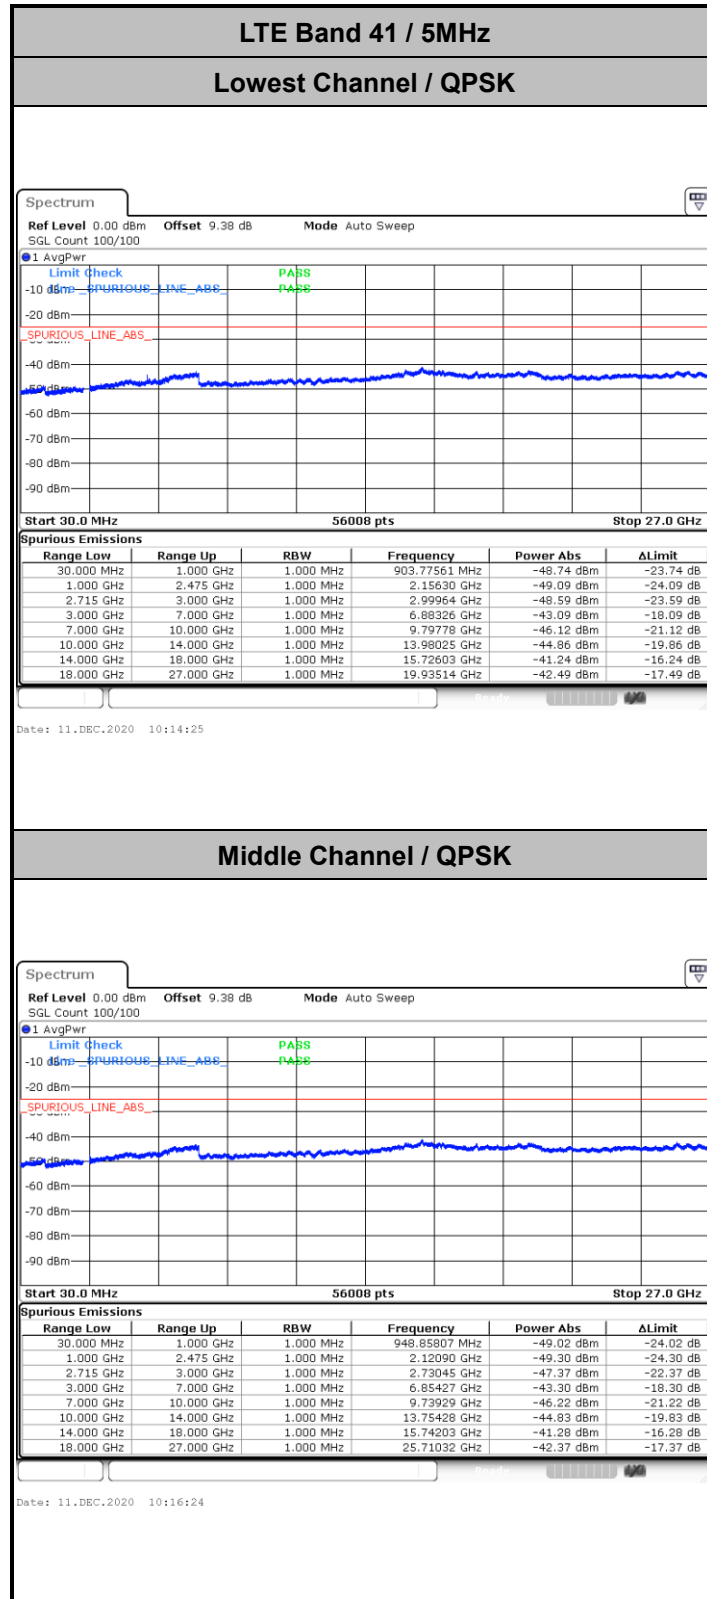 LTE Band 41 / 5MHz
Lowest Channel / QPSK
Spectrum
Ref Level 0.00 dBm Offset 9.38 dB Mode Auto Sweep
SGL Count 100/100
1 AvgPwr
Limit Check PASS
-10 dBm Line _SPURIOUS_LINE_ABS_ PASS
-20 dBm
_SPURIOUS_LINE_ABS_
-40 dBm
-50 dBm
-60 dBm
-70 dBm
-80 dBm
-90 dBm
Start 30.0 MHz 56008 pts Stop 27.0 GHz
Spurious Emissions
Range Low Range Up RBW Frequency Power Abs ΔLimit
30.000 MHz 1.000 GHz 1.000 MHz 903.77561 MHz -48.74 dBm -23.74 dB
1.000 GHz 2.475 GHz 1.000 MHz 2.15630 GHz -49.09 dBm -24.09 dB
2.715 GHz 3.000 GHz 1.000 MHz 2.99964 GHz -48.59 dBm -23.59 dB
3.000 GHz 7.000 GHz 1.000 MHz 6.88326 GHz -43.09 dBm -18.09 dB
7.000 GHz 10.000 GHz 1.000 MHz 9.79778 GHz -46.12 dBm -21.12 dB
10.000 GHz 14.000 GHz 1.000 MHz 13.98025 GHz -44.86 dBm -19.86 dB
14.000 GHz 18.000 GHz 1.000 MHz 15.72603 GHz -41.24 dBm -16.24 dB
18.000 GHz 27.000 GHz 1.000 MHz 19.93514 GHz -42.49 dBm -17.49 dB
Ready
Date: 11.DEC.2020 10:14:25
Middle Channel / QPSK
Spectrum
Ref Level 0.00 dBm Offset 9.38 dB Mode Auto Sweep
SGL Count 100/100
1 AvgPwr
Limit Check PASS
-10 dBm Line _SPURIOUS_LINE_ABS_ PASS
-20 dBm
_SPURIOUS_LINE_ABS_
-40 dBm
-50 dBm
-60 dBm
-70 dBm
-80 dBm
-90 dBm
Start 30.0 MHz 56008 pts Stop 27.0 GHz
Spurious Emissions
Range Low Range Up RBW Frequency Power Abs ΔLimit
30.000 MHz 1.000 GHz 1.000 MHz 948.85807 MHz -49.02 dBm -24.02 dB
1.000 GHz 2.475 GHz 1.000 MHz 2.12090 GHz -49.30 dBm -24.30 dB
2.715 GHz 3.000 GHz 1.000 MHz 2.73045 GHz -47.37 dBm -22.37 dB
3.000 GHz 7.000 GHz 1.000 MHz 6.85427 GHz -43.30 dBm -18.30 dB
7.000 GHz 10.000 GHz 1.000 MHz 9.73929 GHz -46.22 dBm -21.22 dB
10.000 GHz 14.000 GHz 1.000 MHz 13.75428 GHz -44.83 dBm -19.83 dB
14.000 GHz 18.000 GHz 1.000 MHz 15.74203 GHz -41.28 dBm -16.28 dB
18.000 GHz 27.000 GHz 1.000 MHz 25.71032 GHz -42.37 dBm -17.37 dB
Ready
Date: 11.DEC.2020 10:16:24